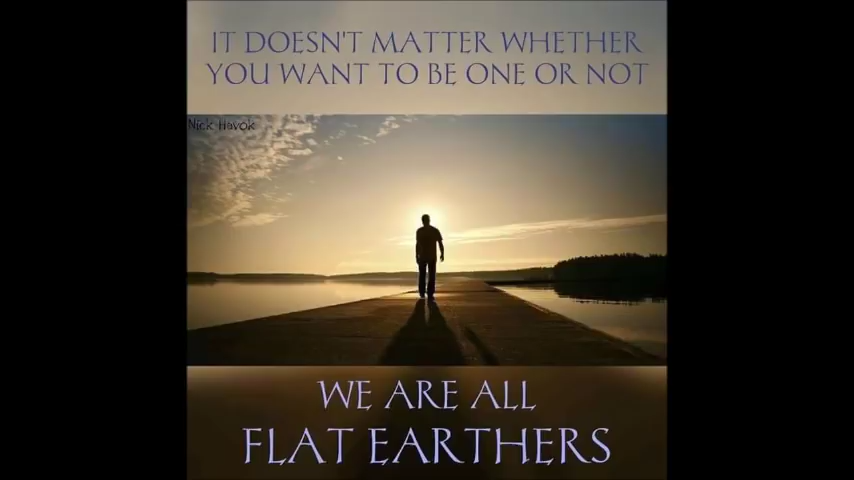 IT DOESN'T MATTER WHETHER
YOU WANT TO BE ONE OR NOT
Nick Havok
WE ARE ALL
FLAT EARTHERS